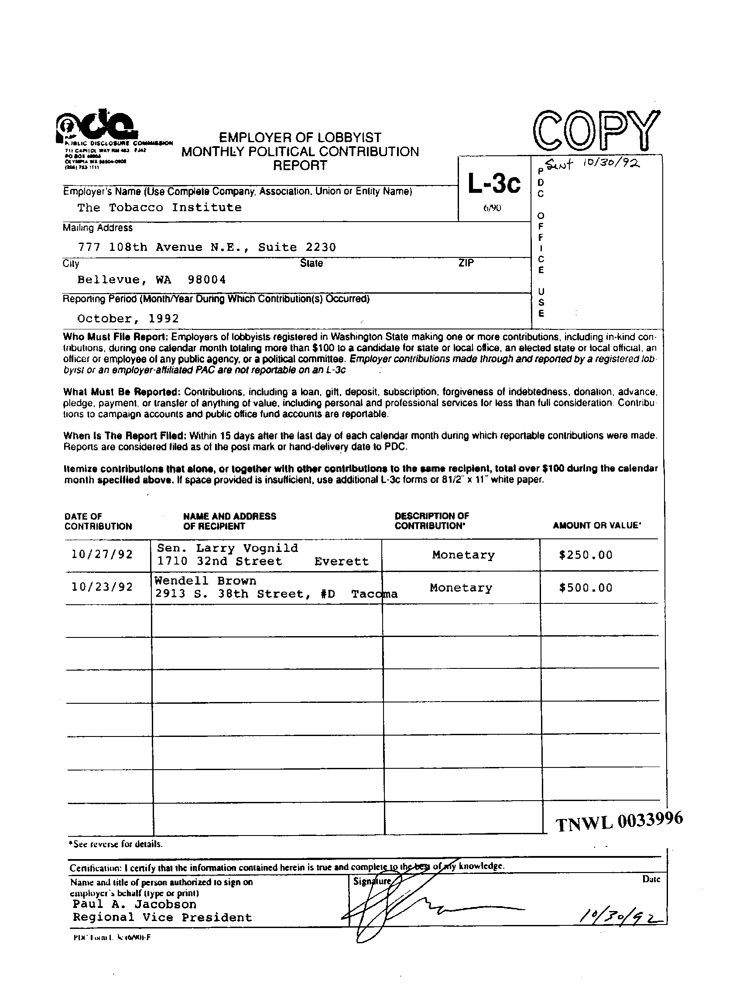 pdc
PUBLIC DISCLOSURE COMMISSION
711 CAPITOL WAY RM 403 FJ42
PO BOX 40908
OLYMPIA WA 98504-0908
(206) 753-1111
EMPLOYER OF LOBBYIST
MONTHLY POLITICAL CONTRIBUTION
REPORT
COPY
L-3c
6/90
PDC OFFICE USE
Sent 10/30/92
Employer's Name (Use Complete Company, Association, Union or Entity Name)
The Tobacco Institute
Mailing Address
777 108th Avenue N.E., Suite 2230
City State ZIP
Bellevue, WA 98004
Reporting Period (Month/Year During Which Contribution(s) Occurred)
October, 1992
Who Must File Report: Employers of lobbyists registered in Washington State making one or more contributions, including in-kind con-
tributions, during one calendar month totaling more than $100 to a candidate for state or local office, an elected state or local official, an
officer or employee of any public agency, or a political committee. Employer contributions made through and reported by a registered lob-
byist or an employer-affiliated PAC are not reportable on an L-3c
What Must Be Reported: Contributions, including a loan, gift, deposit, subscription, forgiveness of indebtedness, donation, advance,
pledge, payment, or transfer of anything of value, including personal and professional services for less than full consideration. Contribu-
tions to campaign accounts and public office fund accounts are reportable.
When Is The Report Filed: Within 15 days after the last day of each calendar month during which reportable contributions were made.
Reports are considered filed as of the post mark or hand-delivery date to PDC.
Itemize contributions that alone, or together with other contributions to the same recipient, total over $100 during the calendar
month specified above. If space provided is insufficient, use additional L-3c forms or 81/2" x 11" white paper.
DATE OF CONTRIBUTION NAME AND ADDRESS OF RECIPIENT DESCRIPTION OF CONTRIBUTION* AMOUNT OR VALUE*
10/27/92 Sen. Larry Vognild Monetary $250.00
1710 32nd Street Everett
10/23/92 Wendell Brown Monetary $500.00
2913 S. 38th Street, #D Tacoma
TNWL 0033996
*See reverse for details.
Certification: I certify that the information contained herein is true and complete to the best of my knowledge.
Name and title of person authorized to sign on
employer's behalf (type or print)
Paul A. Jacobson
Regional Vice President
Signature
Date
10/30/92